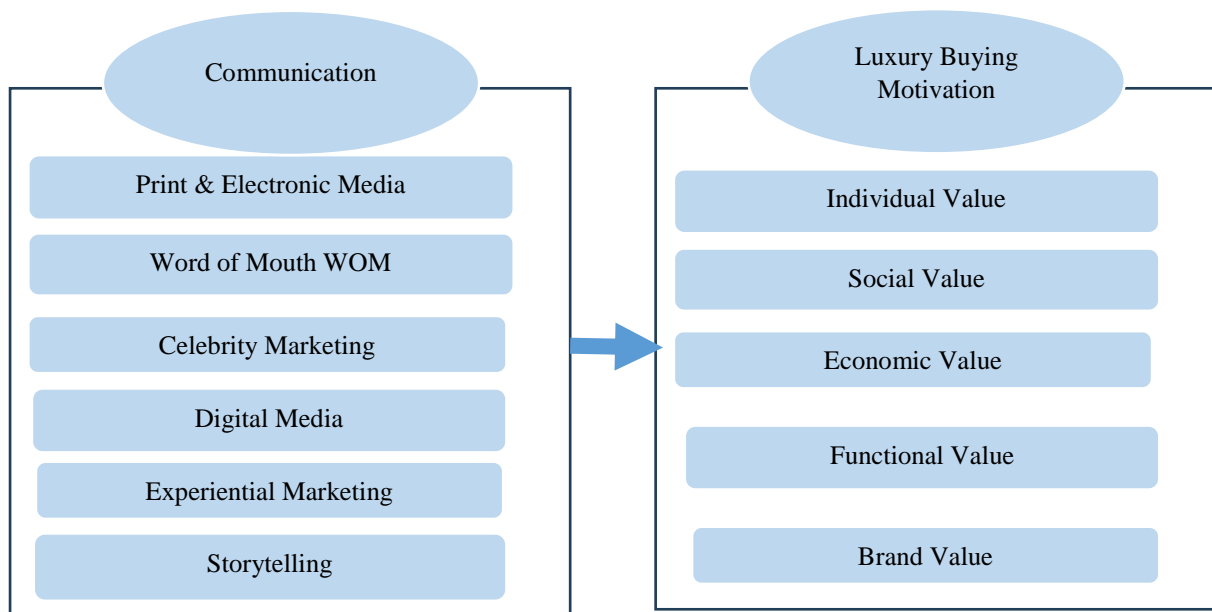 Communication
Print & Electronic Media
Word of Mouth WOM
Celebrity Marketing
Digital Media
Experiential Marketing
Storytelling
Luxury Buying
Motivation
Individual Value
Social Value
Economic Value
Functional Value
Brand Value